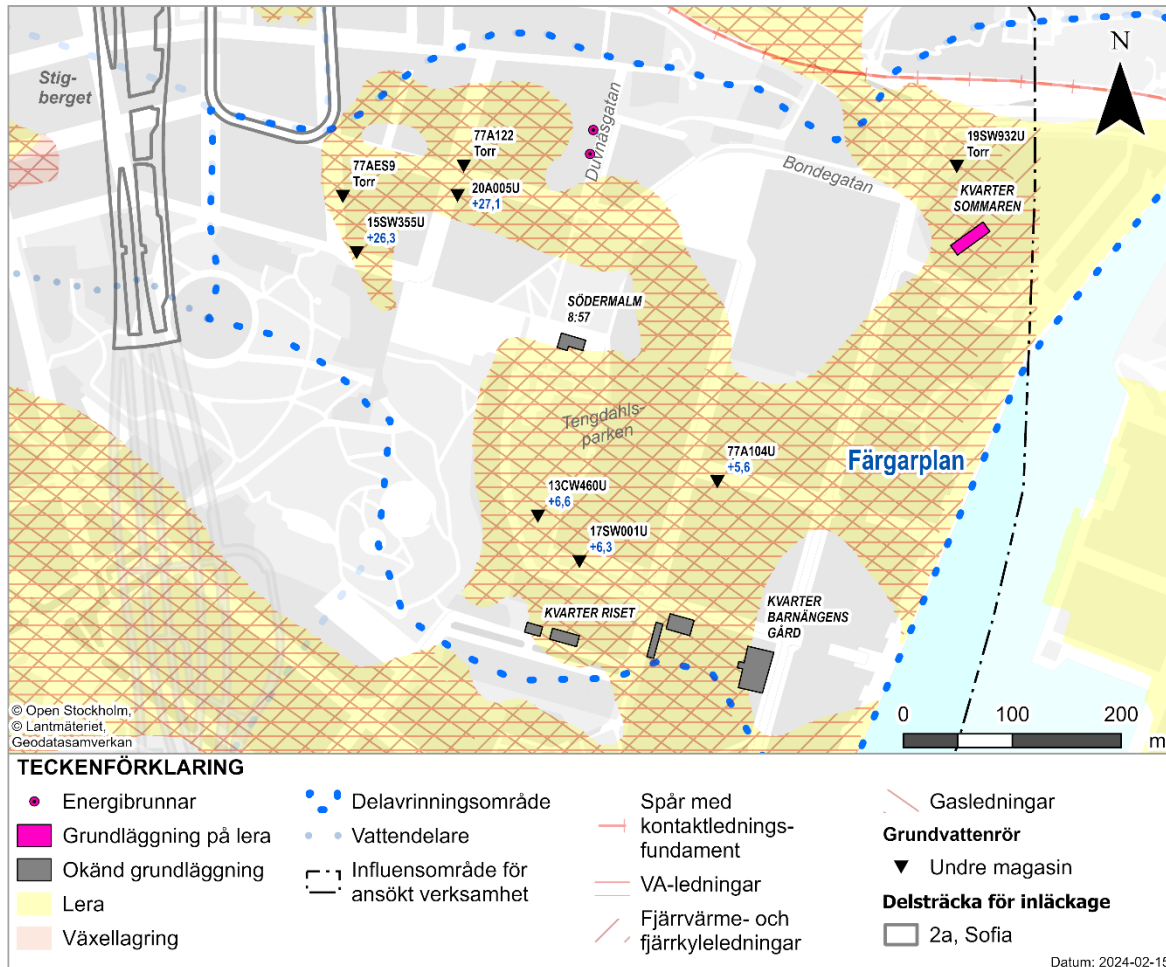 Stig-
berget
77A122
Torr
77AES9
Torr
20A005U
+27,1
15SW355U
+26,3
Duvnäsgatan
Bondegatan
19SW932U
Torr
N
KVARTER
SOMMAREN
SÖDERMALM
8:57
Tengdahls-
parken
77A104U
+5,6
Färgarplan
13CW460U
+6,6
17SW001U
+6,3
KVARTER RISET
KVARTER
BARNÄNGENS
GÅRD
© Open Stockholm,
© Lantmäteriet,
Geodatasamverkan
0 100 200
m
TECKENFÖRKLARING
Energibrunnar
Grundläggning på lera
Okänd grundläggning
Lera
Växellagring
Delavrinningsområde
Vattendelare
Influensområde för
ansökt verksamhet
Spår med
kontaktlednings-
fundament
VA-ledningar
Fjärrvärme- och
fjärrkyleledningar
Gasledningar
Grundvattenrör
Undre magasin
Delsträcka för inläckage
2a, Sofia
Datum: 2024-02-15